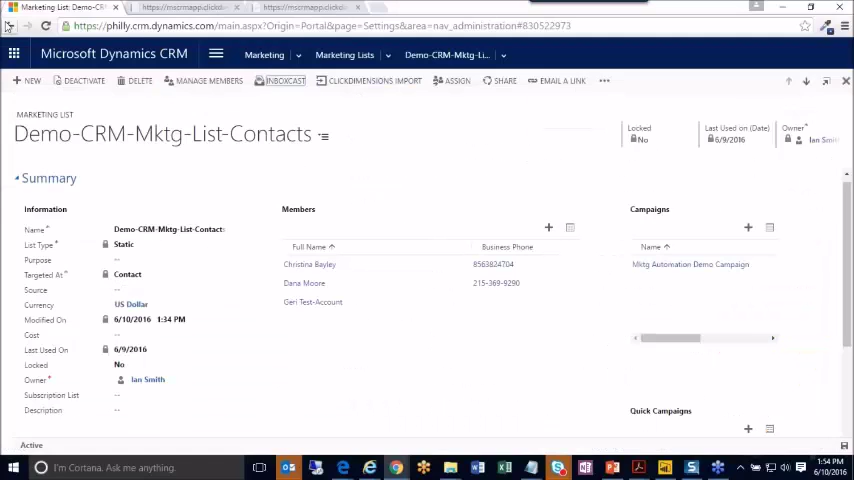 Marketing List: Demo-CR
https://mscrmapp.clicksli
https://mscrmapp.clicksli
https://philly.crm.dynamics.com/main.aspx?Origin=Portal&page=Settings&area=nav_administration#830522973
Microsoft Dynamics CRM
Marketing
Marketing Lists
Demo-CRM-Mktg-Li...
+ NEW
DEACTIVATE
DELETE
MANAGE MEMBERS
INBOXCAST
CLICKDIMENSIONS IMPORT
ASSIGN
SHARE
EMAIL A LINK
MARKETING LIST
Demo-CRM-Mktg-List-Contacts
Locked
No
Last Used on (Date)
6/9/2016
Owner*
Ian Smith
Summary
Information
Name* Demo-CRM-Mktg-List-Contacts
List Type* Static
Purpose --
Targeted At* Contact
Source --
Currency US Dollar
Modified On 6/10/2016 1:34 PM
Cost --
Last Used On 6/9/2016
Locked No
Owner* Ian Smith
Subscription List --
Description --
Members
Full Name Business Phone
Christina Bayley 8563824704
Dana Moore 215-369-9290
Geri Test-Account
Campaigns
Name
Mktg Automation Demo Campaign
Quick Campaigns
Active
I'm Cortana. Ask me anything.
1:54 PM
6/10/2016